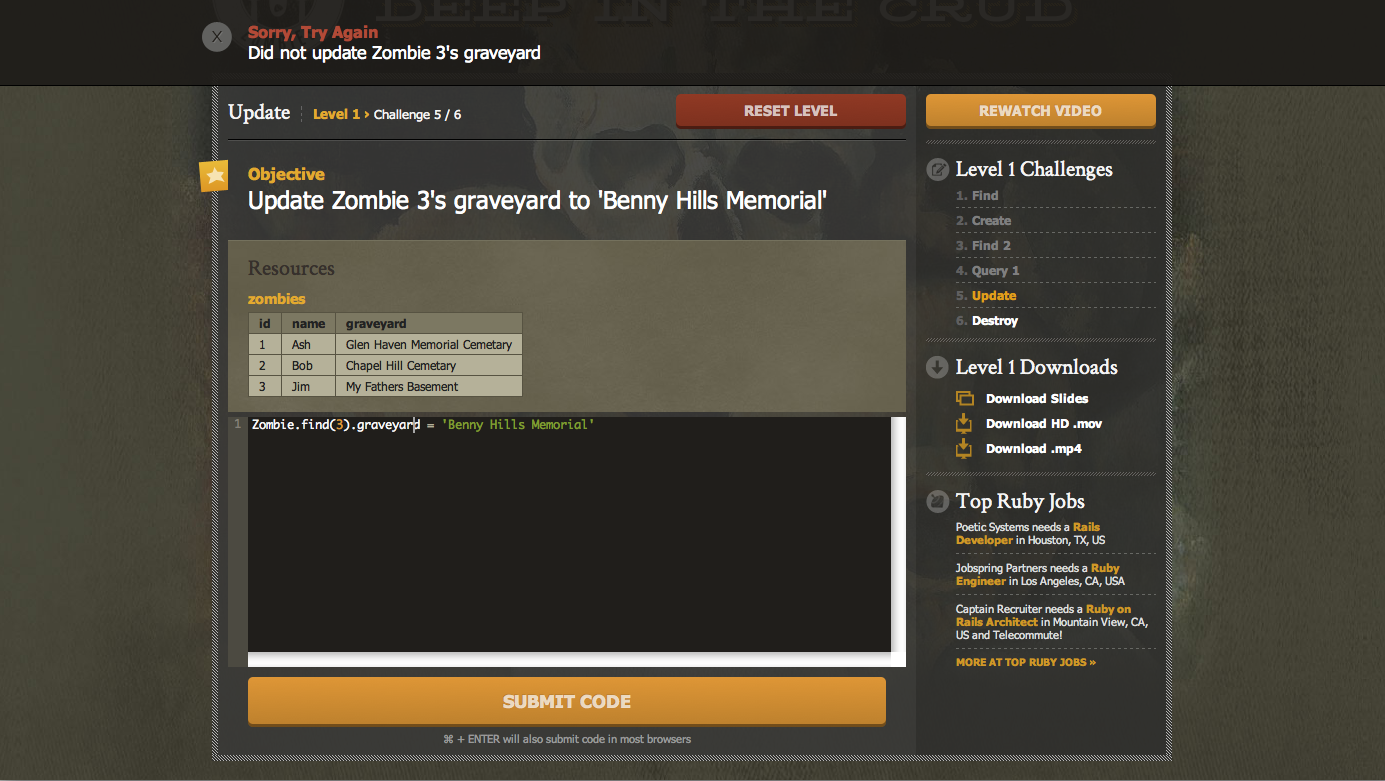 DEEP IN THE CRUD
X
Sorry, Try Again
Did not update Zombie 3's graveyard
Update
Level 1 › Challenge 5 / 6
RESET LEVEL
Objective
Update Zombie 3's graveyard to 'Benny Hills Memorial'
Resources
zombies
id name graveyard
1 Ash Glen Haven Memorial Cemetary
2 Bob Chapel Hill Cemetary
3 Jim My Fathers Basement
1 Zombie.find(3).graveyard = 'Benny Hills Memorial'
SUBMIT CODE
⌘ + ENTER will also submit code in most browsers
REWATCH VIDEO
Level 1 Challenges
1. Find
2. Create
3. Find 2
4. Query 1
5. Update
6. Destroy
Level 1 Downloads
Download Slides
Download HD .mov
Download .mp4
Top Ruby Jobs
Poetic Systems needs a Rails
Developer in Houston, TX, US
Jobspring Partners needs a Ruby
Engineer in Los Angeles, CA, USA
Captain Recruiter needs a Ruby on
Rails Architect in Mountain View, CA,
US and Telecommute!
MORE AT TOP RUBY JOBS »